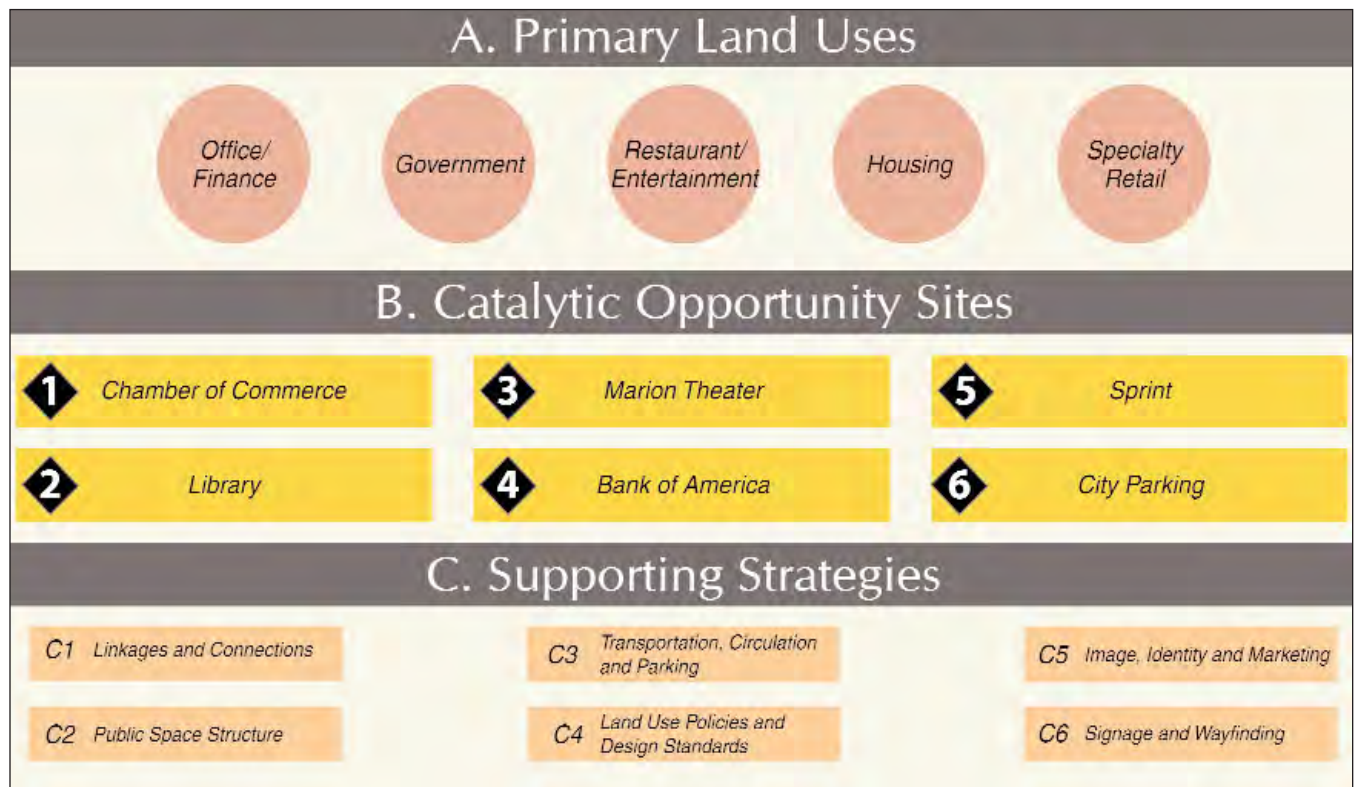 A. Primary Land Uses
Office/
Finance
Government
Restaurant/
Entertainment
Housing
Specialty
Retail
B. Catalytic Opportunity Sites
1 Chamber of Commerce
3 Marion Theater
5 Sprint
2 Library
4 Bank of America
6 City Parking
C. Supporting Strategies
C1 Linkages and Connections
C3 Transportation, Circulation
and Parking
C5 Image, Identity and Marketing
C2 Public Space Structure
C4 Land Use Policies and
Design Standards
C6 Signage and Wayfinding